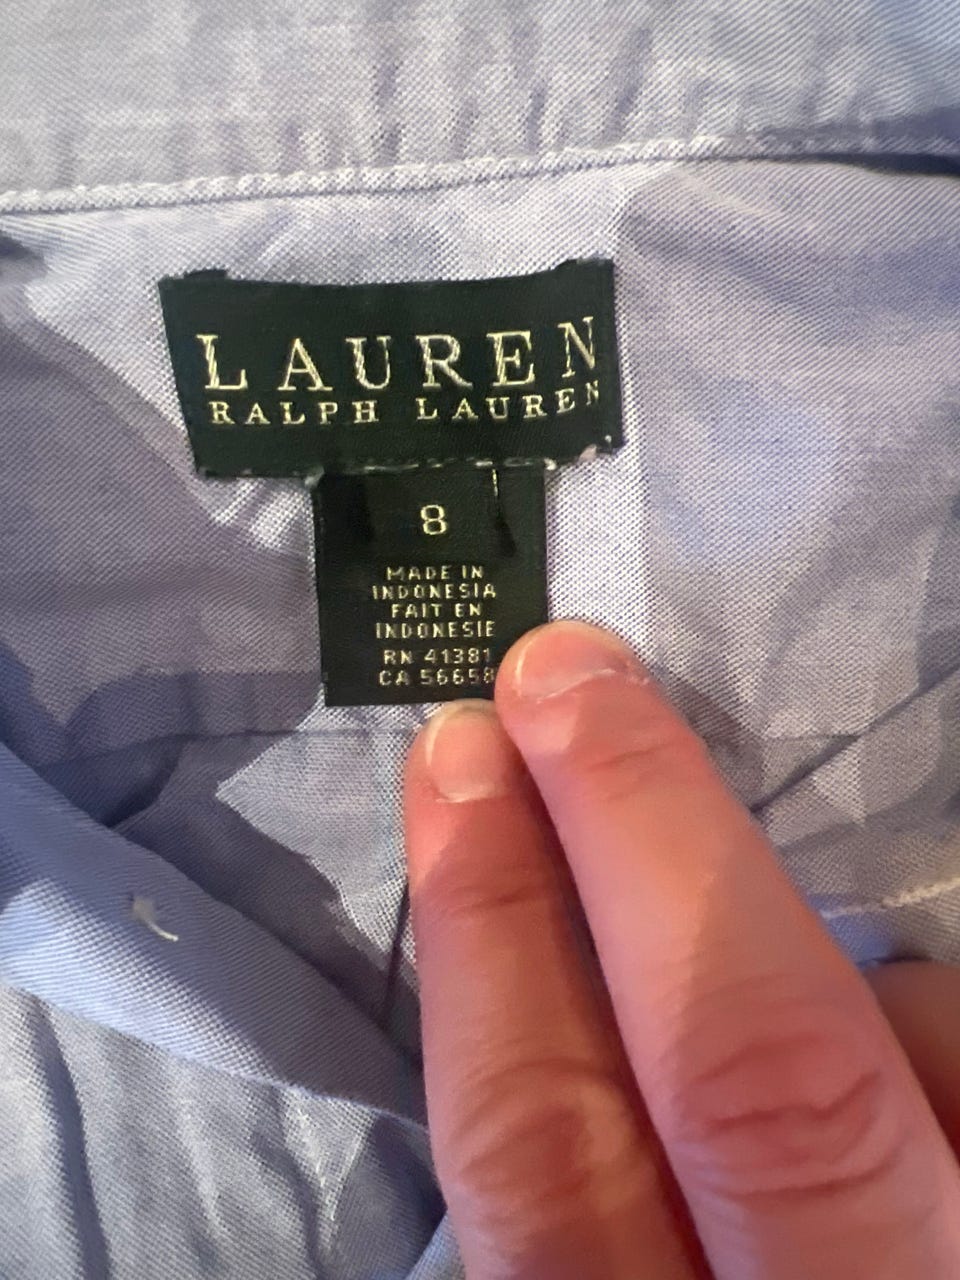 LAUREN
RALPH LAUREN
8
MADE IN
INDONESIA
FAIT EN
INDONESIE
RN 41381
CA 56658